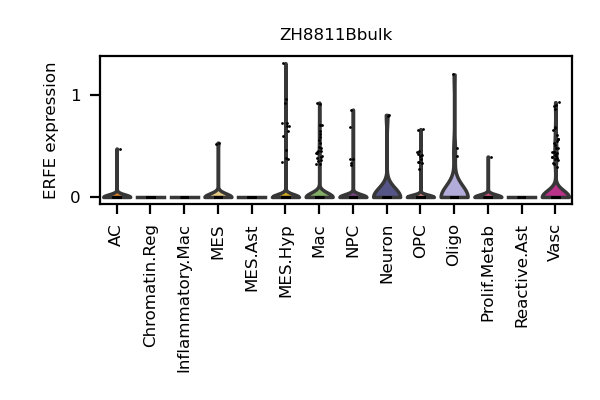 ZH8811Bbulk
ERFE expression
1
0
AC
Chromatin.Reg
Inflammatory.Mac
MES
MES.Ast
MES.Hyp
Mac
NPC
Neuron
OPC
Oligo
Prolif.Metab
Reactive.Ast
Vasc